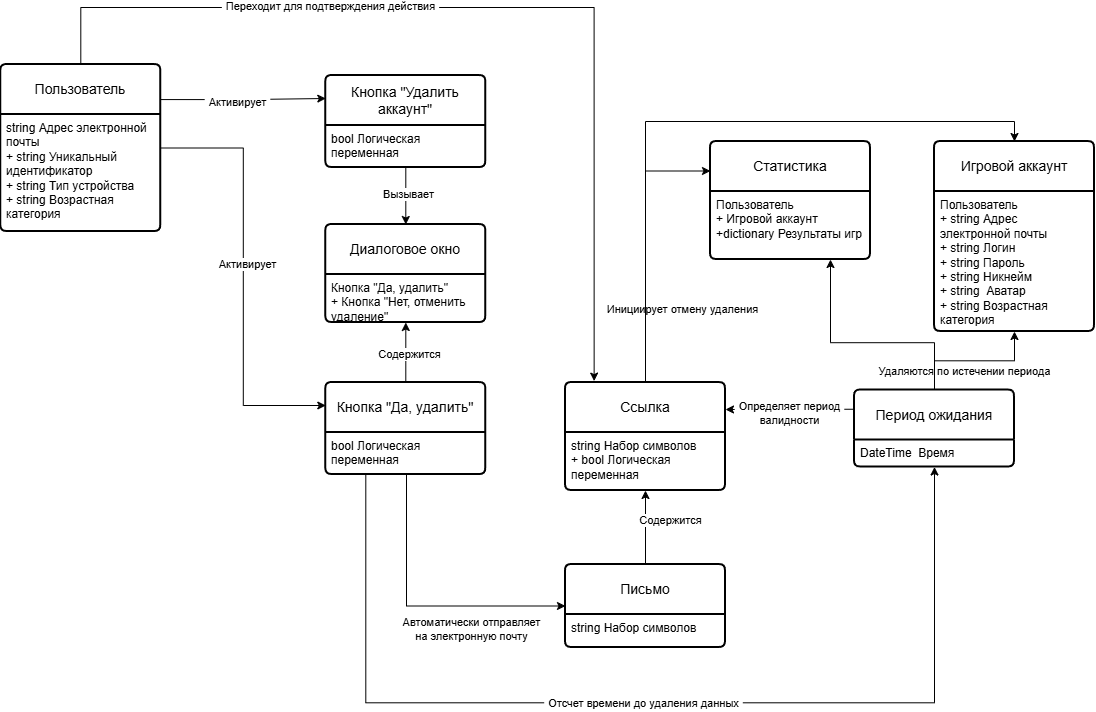 Переходит для подтверждения действия
Пользователь
string Адрес электронной
почты
+ string Уникальный
идентификатор
+ string Тип устройства
+ string Возрастная
категория
Активирует
Кнопка "Удалить
аккаунт"
bool Логическая
переменная
Вызывает
Диалоговое окно
Кнопка "Да, удалить"
+ Кнопка "Нет, отменить
удаление"
Активирует
Содержится
Кнопка "Да, удалить"
bool Логическая
переменная
Статистика
Пользователь
+ Игровой аккаунт
+dictionary Результаты игр
Игровой аккаунт
Пользователь
+ string Адрес
электронной почты
+ string Логин
+ string Пароль
+ string Никнейм
+ string  Аватар
+ string Возрастная
категория
Инициирует отмену удаления
Удаляются по истечении периода
Ссылка
string Набор символов
+ bool Логическая
переменная
Определяет период
валидности
Период ожидания
DateTime  Время
Содержится
Письмо
string Набор символов
Автоматически отправляет
на электронную почту
Отсчет времени до удаления данных